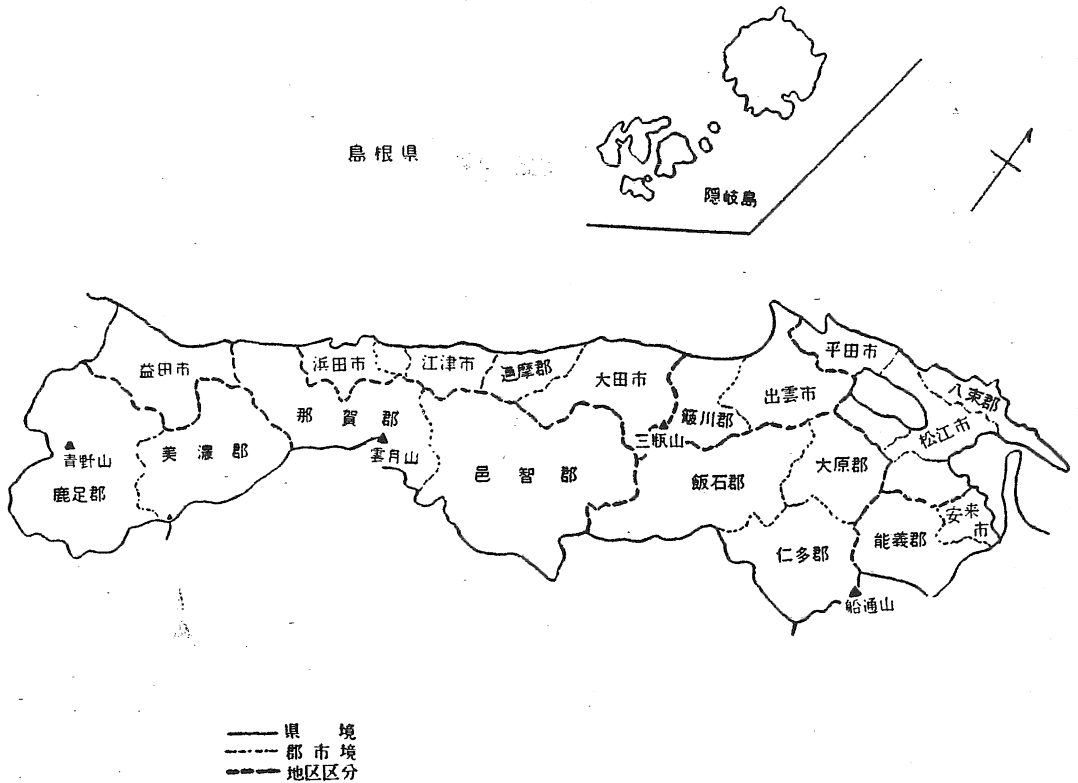 島根県
隠岐島
益田市
浜田市
江津市
邇摩郡
大田市
簸川郡
出雲市
平田市
八束郡
松江市
那賀郡
美濃郡
青野山
鹿足郡
雲月山
邑智郡
三瓶山
飯石郡
大原郡
仁多郡
能義郡
安来市
船通山
県境
郡市境
地区区分